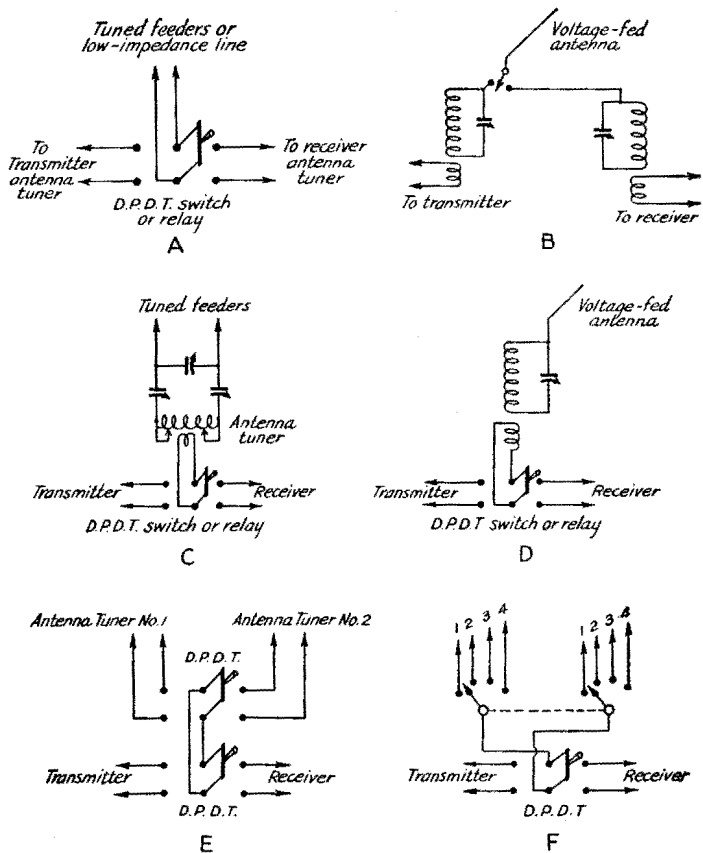 Tuned feeders or
low-impedance line
To
Transmitter
antenna
tuner
To receiver
antenna
tuner
D.P.D.T. switch
or relay
A
Voltage-fed
antenna
To transmitter
To receiver
B
Tuned feeders
Antenna
tuner
Transmitter
Receiver
D.P.D.T. switch or relay
C
Voltage-fed
antenna
Transmitter
Receiver
D.P.D.T switch or relay
D
Antenna Tuner No.1
Antenna Tuner No.2
D.P.D.T.
Transmitter
Receiver
D.P.D.T.
E
1 2 3 4
1 2 3 4
Transmitter
Receiver
D.P.D.T
F